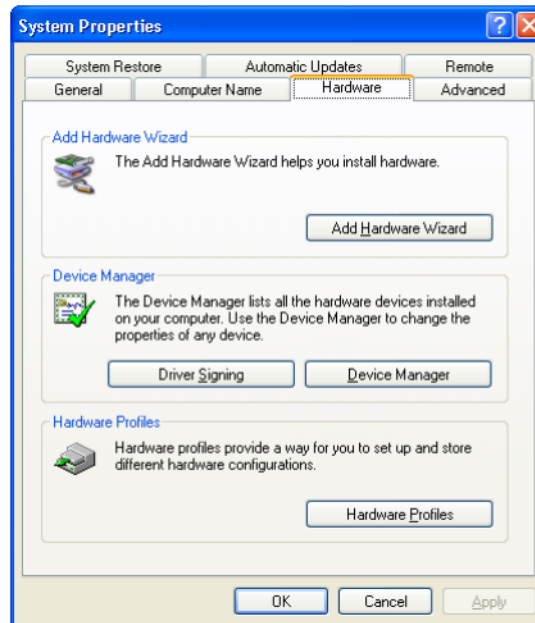 System Properties
System Restore Automatic Updates Remote
General Computer Name Hardware Advanced
Add Hardware Wizard
The Add Hardware Wizard helps you install hardware.
Add Hardware Wizard
Device Manager
The Device Manager lists all the hardware devices installed
on your computer. Use the Device Manager to change the
properties of any device.
Driver Signing Device Manager
Hardware Profiles
Hardware profiles provide a way for you to set up and store
different hardware configurations.
Hardware Profiles
OK Cancel Apply